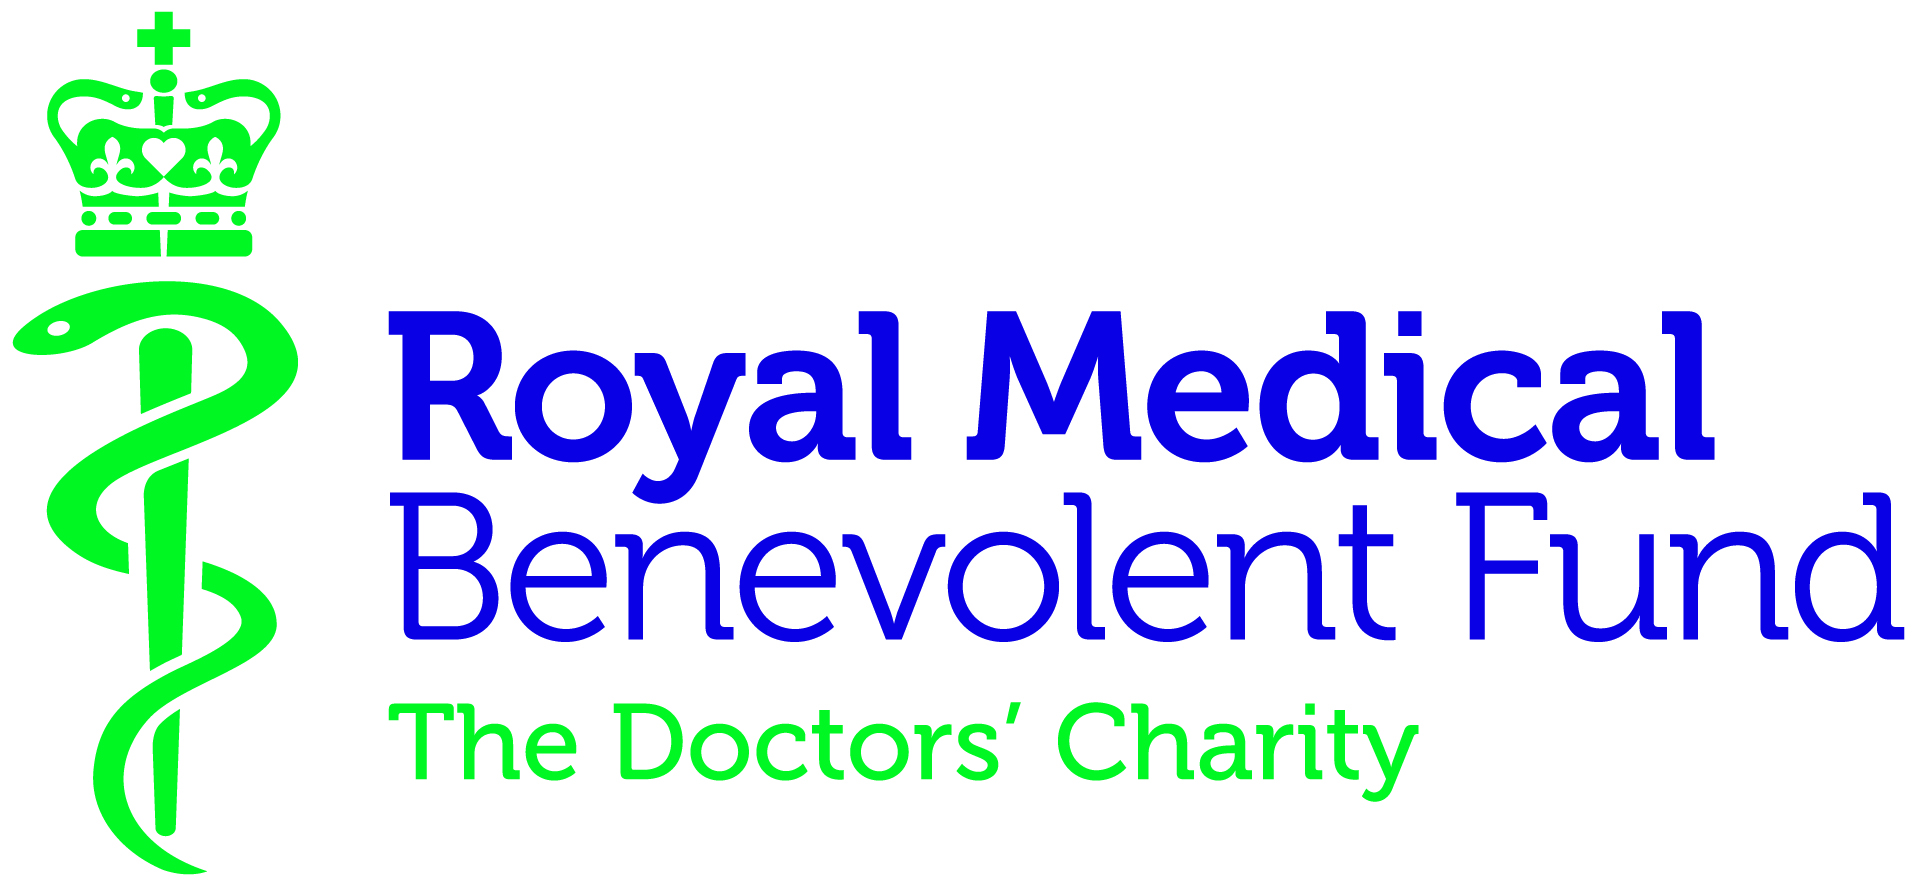 Royal Medical
Benevolent Fund
The Doctors’ Charity